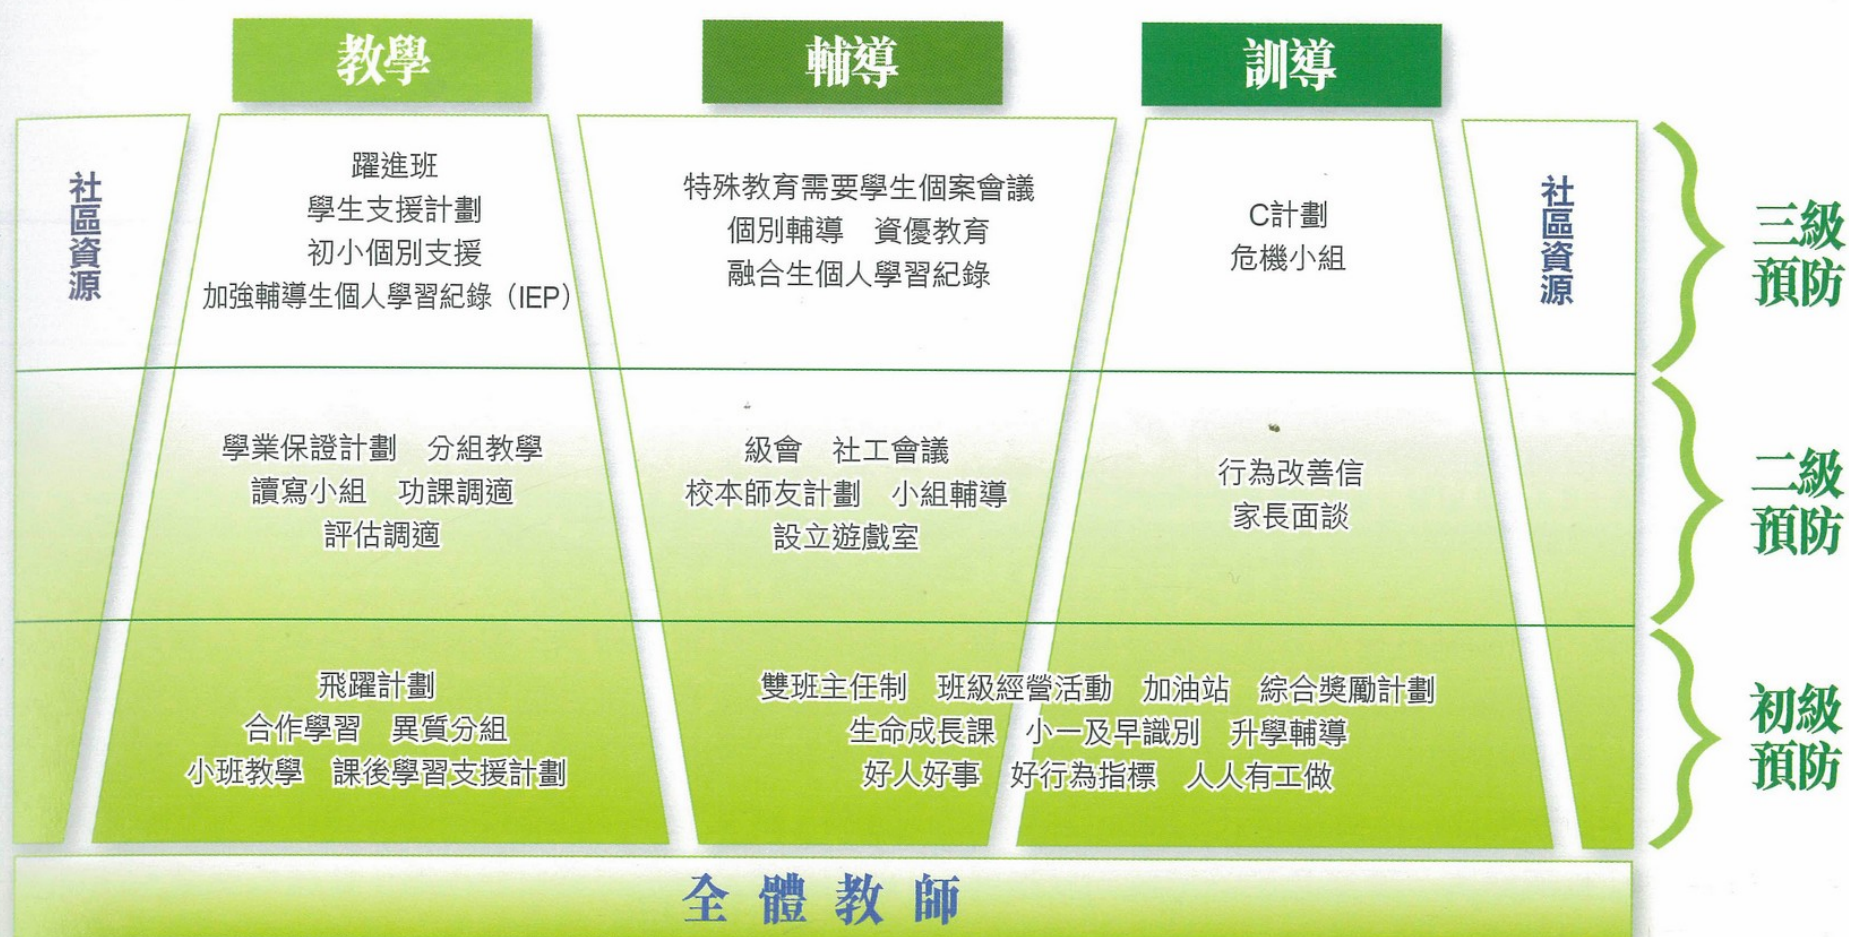 教學
輔導
訓導
社區資源
躍進班
學生支援計劃
初小個別支援
加強輔導生個人學習紀錄（IEP）
特殊教育需要學生個案會議
個別輔導　資優教育
融合生個人學習紀錄
C計劃
危機小組
社區資源
三級
預防
學業保證計劃　分組教學
讀寫小組　功課調適
評估調適
級會　社工會議
校本師友計劃　小組輔導
設立遊戲室
行為改善信
家長面談
二級
預防
飛躍計劃
合作學習　異質分組
小班教學　課後學習支援計劃
雙班主任制　班級經營活動　加油站　綜合獎勵計劃
生命成長課　小一及早識別　升學輔導
好人好事　好行為指標　人人有工做
初級
預防
全體教師